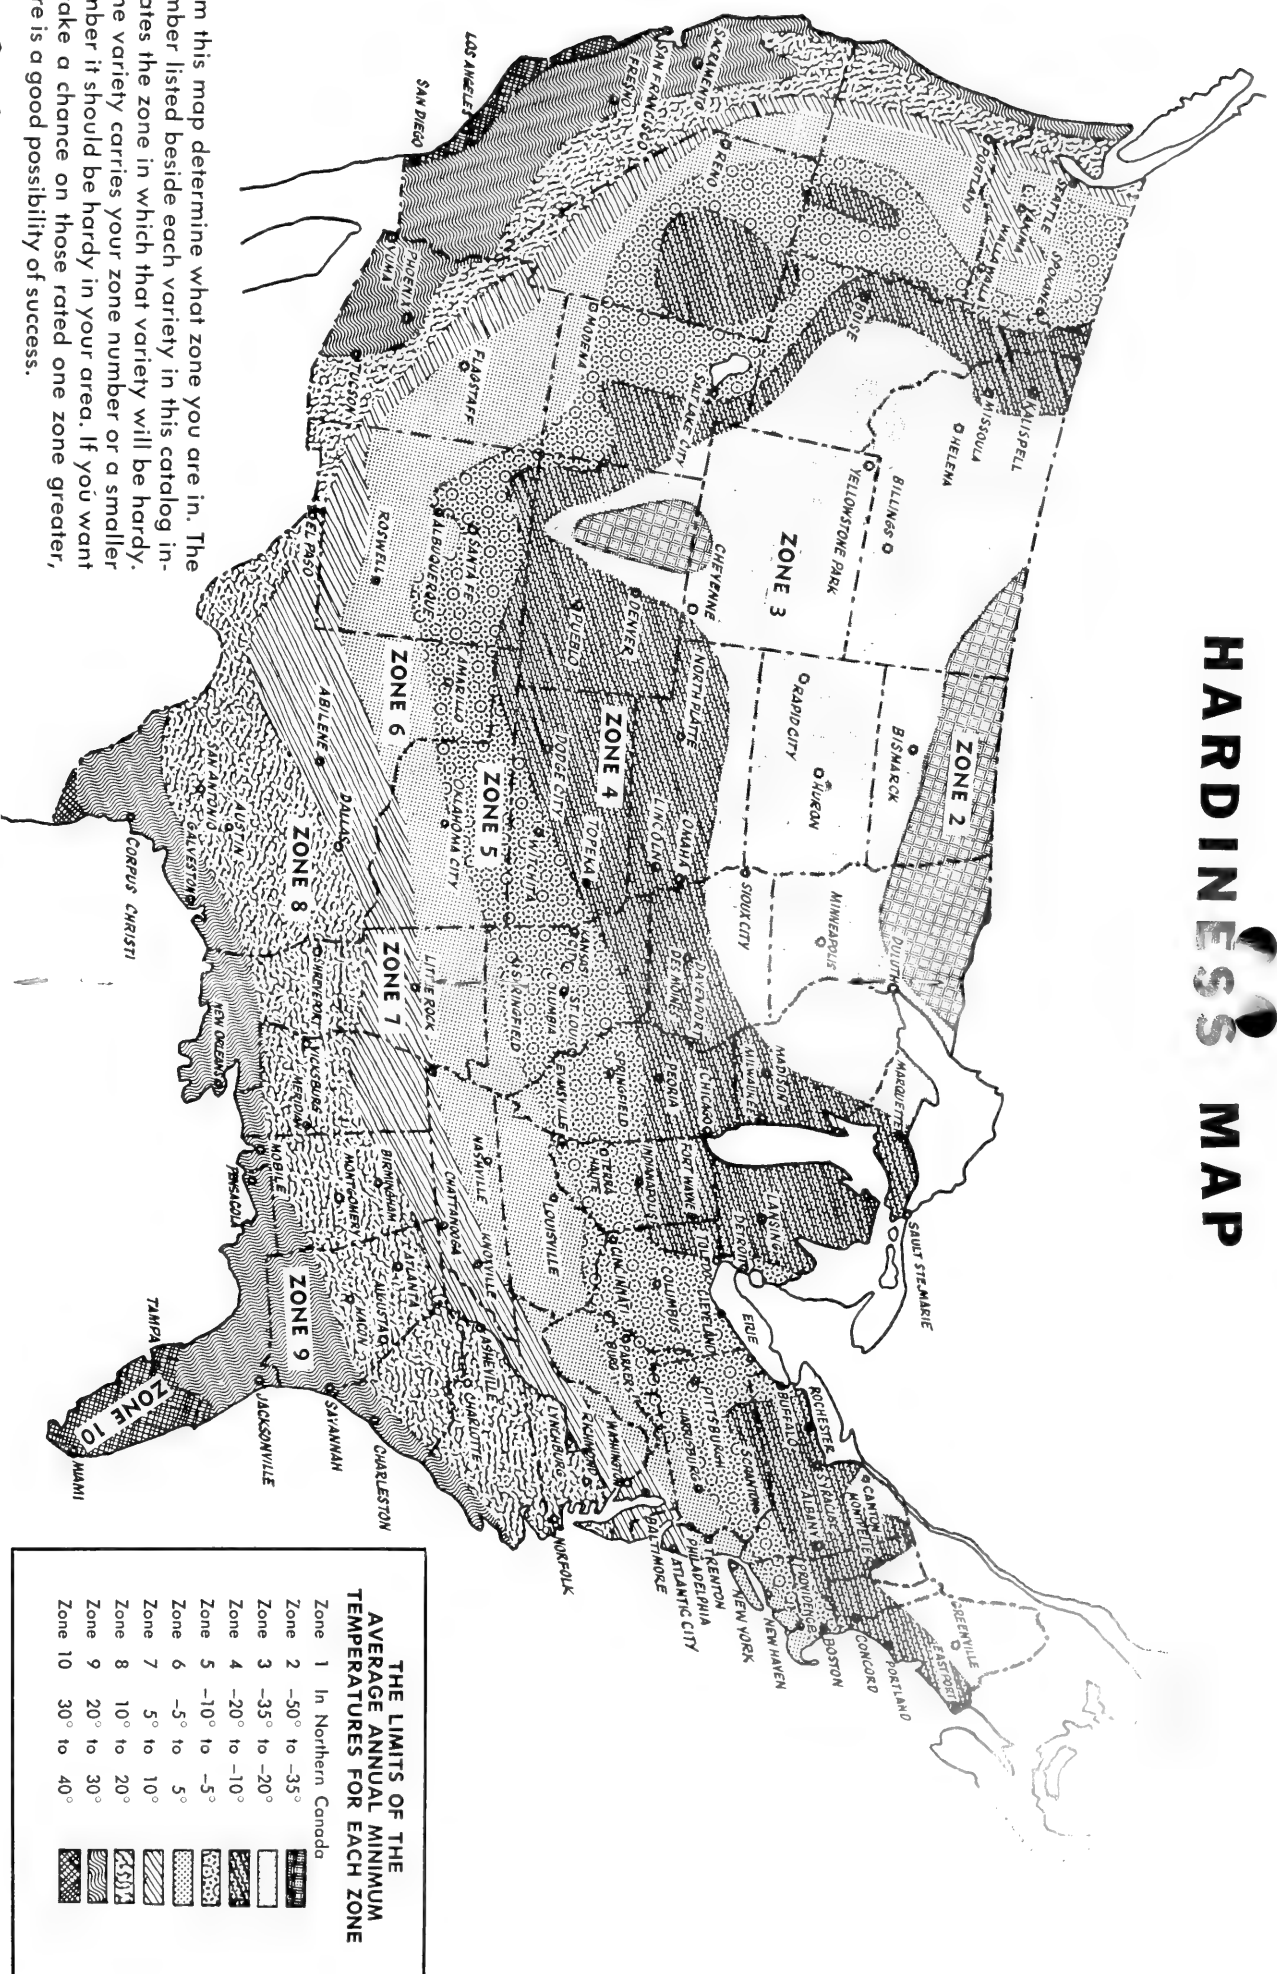 HARDINESS MAP
SEATTLE
SPOKANE
YAKIMA
WALLA WALLA
PORTLAND
KALISPELL
MISSOULA
HELENA
BILLINGS
YELLOWSTONE PARK
BOISE
ZONE 2
BISMARCK
DULUTH
MARQUETTE
SAULT STE. MARIE
ZONE 3
RAPID CITY
HURON
MINNEAPOLIS
SIOUX CITY
CHEYENNE
NORTH PLATTE
OMAHA
LINCOLN
DAVENPORT
DES MOINES
MADISON
MILWAUKEE
CHICAGO
PEORIA
LANSING
DETROIT
TOLEDO
FORT WAYNE
CLEVELAND
ERIE
BUFFALO
ROCHESTER
SYRACUSE
ALBANY
CANTON
MONTPELIER
GREENVILLE
EASTPORT
PORTLAND
CONCORD
BOSTON
PROVIDENCE
NEW HAVEN
NEW YORK
TRENTON
PHILADELPHIA
ATLANTIC CITY
BALTIMORE
SCRANTON
HARRISBURG
PITTSBURGH
COLUMBUS
PARKERSBURG
CINCINNATI
INDIANAPOLIS
TERRA HAUTE
SPRINGFIELD
ST. LOUIS
COLUMBIA
KANSAS CITY
SPRINGFIELD
EVANSVILLE
LOUISVILLE
SACRAMENTO
SAN FRANCISCO
FRESNO
RENO
SALT LAKE CITY
MODENA
DENVER
PUEBLO
ZONE 4
TOPEKA
DODGE CITY
WICHITA
ZONE 5
LOS ANGELES
SAN DIEGO
YUMA
PHOENIX
TUCSON
FLAGSTAFF
SANTA FE
ALBUQUERQUE
ROSWELL
EL PASO
AMARILLO
OKLAHOMA CITY
ZONE 6
LITTLE ROCK
ZONE 7
ABILENE
DALLAS
ZONE 8
SAN ANTONIO
AUSTIN
GALVESTON
CORPUS CHRISTI
SHREVEPORT
VICKSBURG
MERIDIAN
NEW ORLEANS
MOBILE
PENSACOLA
MONTGOMERY
BIRMINGHAM
NASHVILLE
CHATTANOOGA
KNOXVILLE
ATLANTA
AUGUSTA
MACON
ASHEVILLE
CHARLOTTE
LYNCHBURG
RICHMOND
WASHINGTON
NORFOLK
CHARLESTON
SAVANNAH
JACKSONVILLE
ZONE 9
TAMPA
ZONE 10
MIAMI
m this map determine what zone you are in. The
mber listed beside each variety in this catalog in-
ates the zone in which that variety will be hardy.
ne variety carries your zone number or a smaller
mber it should be hardy in your area. If you want
ake a chance on those rated one zone greater,
re is a good possibility of success.
THE LIMITS OF THE
AVERAGE ANNUAL MINIMUM
TEMPERATURES FOR EACH ZONE
Zone 1 In Northern Canada
Zone 2 −50° to −35°
Zone 3 −35° to −20°
Zone 4 −20° to −10°
Zone 5 −10° to −5°
Zone 6 −5° to 5°
Zone 7 5° to 10°
Zone 8 10° to 20°
Zone 9 20° to 30°
Zone 10 30° to 40°